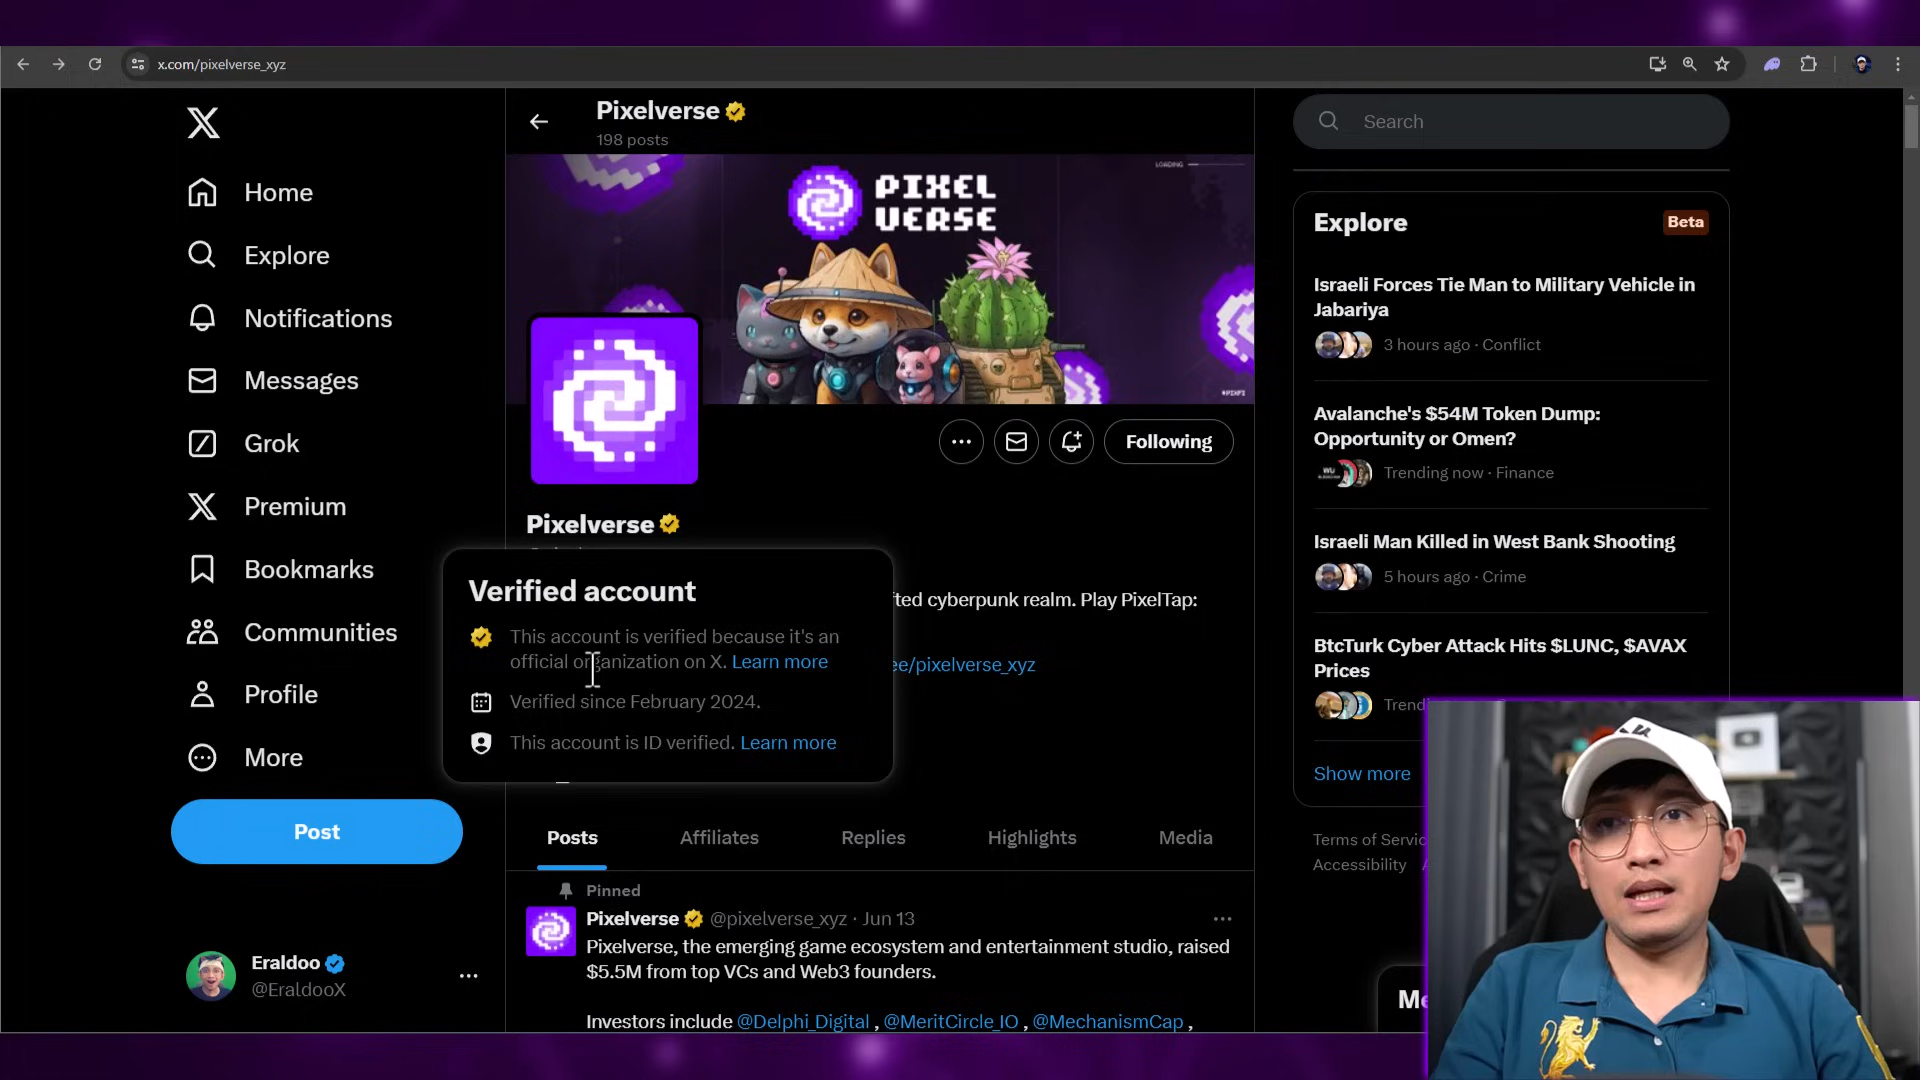 x.com/pixelverse_xyz
Home
Explore
Notifications
Messages
Grok
Premium
Bookmarks
Communities
Profile
More
Post
Eraldoo
@EraldooX
Pixelverse
198 posts
LOADING
PIXEL
VERSE
#PIXFI
Following
Pixelverse
Verified account
This account is verified because it's an
official organization on X. Learn more
Verified since February 2024.
This account is ID verified. Learn more
fted cyberpunk realm. Play PixelTap:
ee/pixelverse_xyz
Posts
Affiliates
Replies
Highlights
Media
Pinned
Pixelverse @pixelverse_xyz · Jun 13
Pixelverse, the emerging game ecosystem and entertainment studio, raised
$5.5M from top VCs and Web3 founders.
Investors include @Delphi_Digital , @MeritCircle_IO , @MechanismCap ,
Search
Explore
Beta
Israeli Forces Tie Man to Military Vehicle in
Jabariya
3 hours ago · Conflict
Avalanche's $54M Token Dump:
Opportunity or Omen?
WU
Trending now · Finance
Israeli Man Killed in West Bank Shooting
5 hours ago · Crime
BtcTurk Cyber Attack Hits $LUNC, $AVAX
Prices
Trend
Show more
Terms of Servic
Accessibility
Me